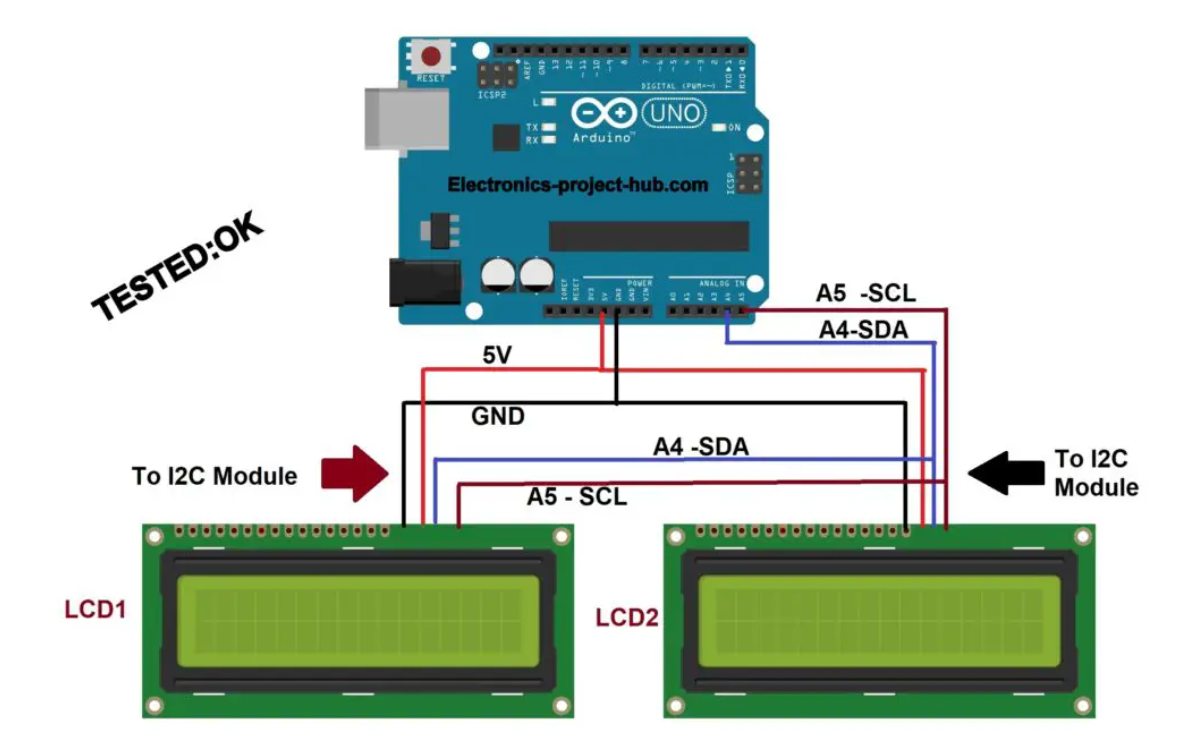 RESET
ICSP2
AREF
GND
13
12
~11
~10
~9
8
7
~6
~5
4
~3
2
TX0▶1
RX0◀0
DIGITAL (PWM=~)
L
TX
RX
UNO
Arduino™
ON
ICSP
1
Electronics-project-hub.com
TESTED:OK
POWER
ANALOG IN
IOREF
RESET
3V3
5V
GND
GND
VIN
A0
A1
A2
A3
A4
A5
A5 -SCL
A4-SDA
5V
GND
A4 -SDA
To I2C Module
To I2C
Module
A5 - SCL
LCD1
LCD2